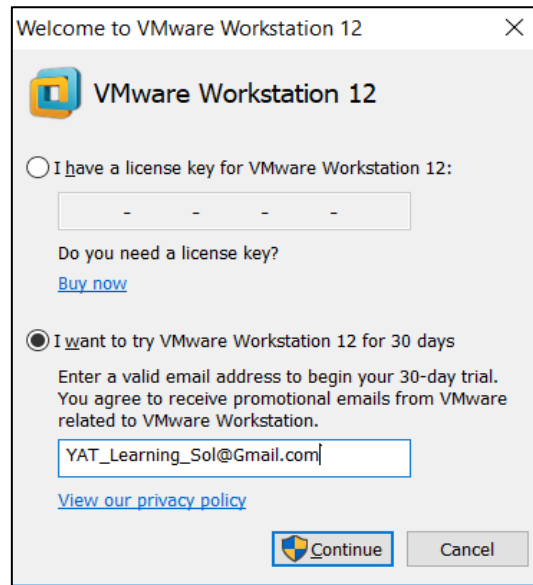 Welcome to VMware Workstation 12
VMware Workstation 12
I have a license key for VMware Workstation 12:
- - - -
Do you need a license key?
Buy now
I want to try VMware Workstation 12 for 30 days
Enter a valid email address to begin your 30-day trial.
You agree to receive promotional emails from VMware
related to VMware Workstation.
YAT_Learning_Sol@Gmail.com
View our privacy policy
Continue Cancel